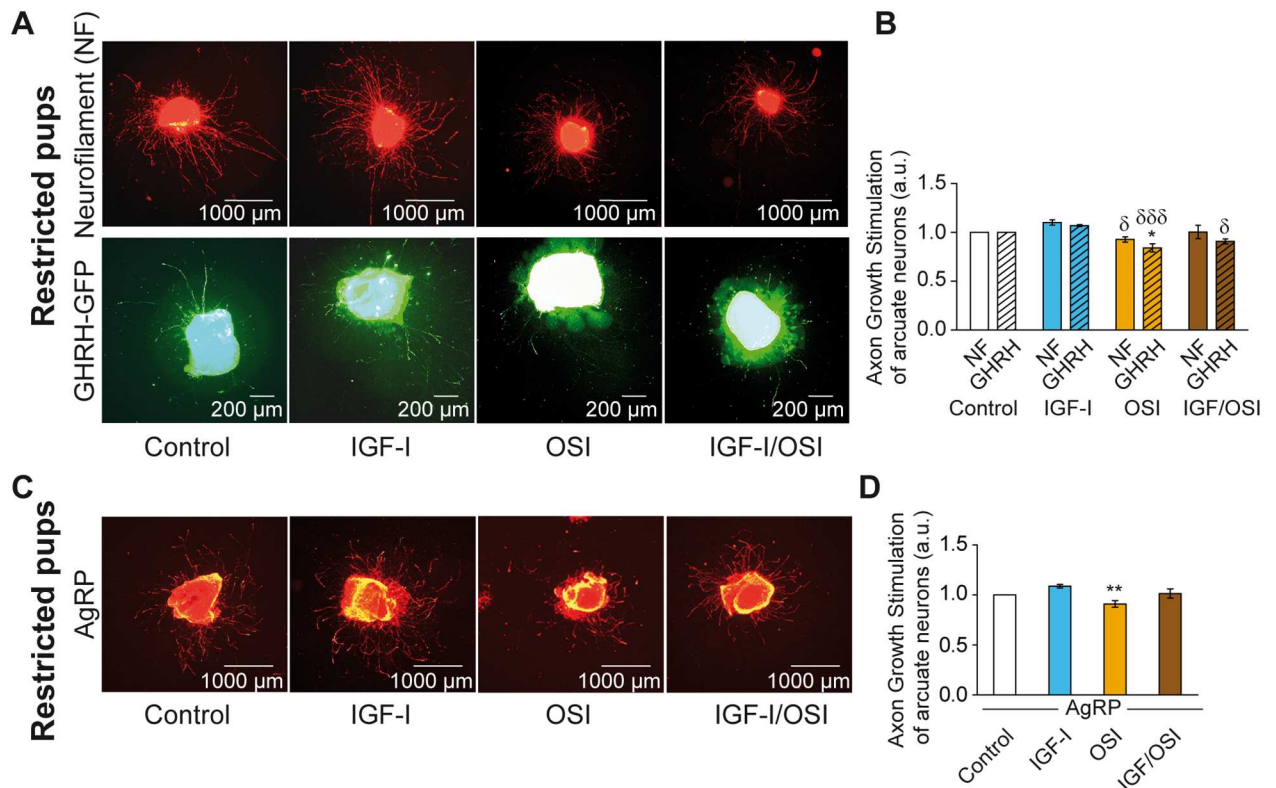 A
Restricted pups
Neurofilament (NF)
1000 µm
1000 µm
1000 µm
1000 µm
GHRH-GFP
200 µm
200 µm
200 µm
200 µm
Control
IGF-I
OSI
IGF-I/OSI
B
Axon Growth Stimulation
of arcuate neurons (a.u.)
1.5
1.0
0.5
0.0
δ
δδδ
*
δ
NF
GHRH
NF
GHRH
NF
GHRH
NF
GHRH
Control
IGF-I
OSI
IGF/OSI
C
Restricted pups
AgRP
1000 µm
1000 µm
1000 µm
1000 µm
Control
IGF-I
OSI
IGF-I/OSI
D
Axon Growth Stimulation
of arcuate neurons (a.u.)
1.5
1.0
0.5
0.0
**
AgRP
Control
IGF-I
OSI
IGF/OSI